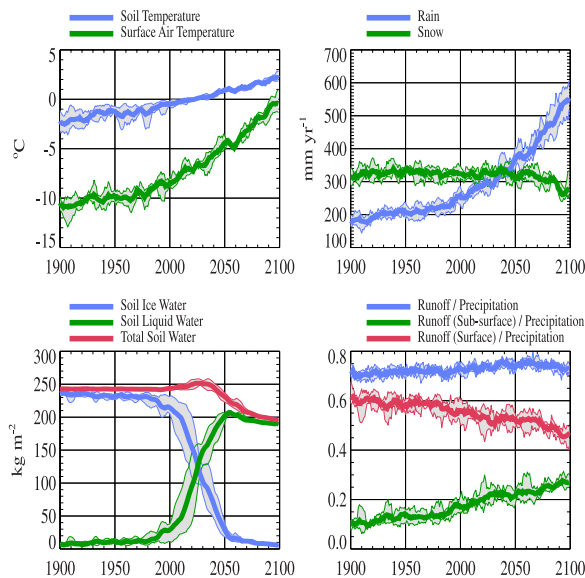 Soil Temperature
Surface Air Temperature
5
0
-5
-10
-15
°C
1900 1950 2000 2050 2100
Rain
Snow
700
600
500
400
300
200
100
mm yr-1
1900 1950 2000 2050 2100
Soil Ice Water
Soil Liquid Water
Total Soil Water
300
250
200
150
100
50
0
kg m-2
1900 1950 2000 2050 2100
Runoff / Precipitation
Runoff (Sub-surface) / Precipitation
Runoff (Surface) / Precipitation
0.8
0.6
0.4
0.2
0.0
1900 1950 2000 2050 2100